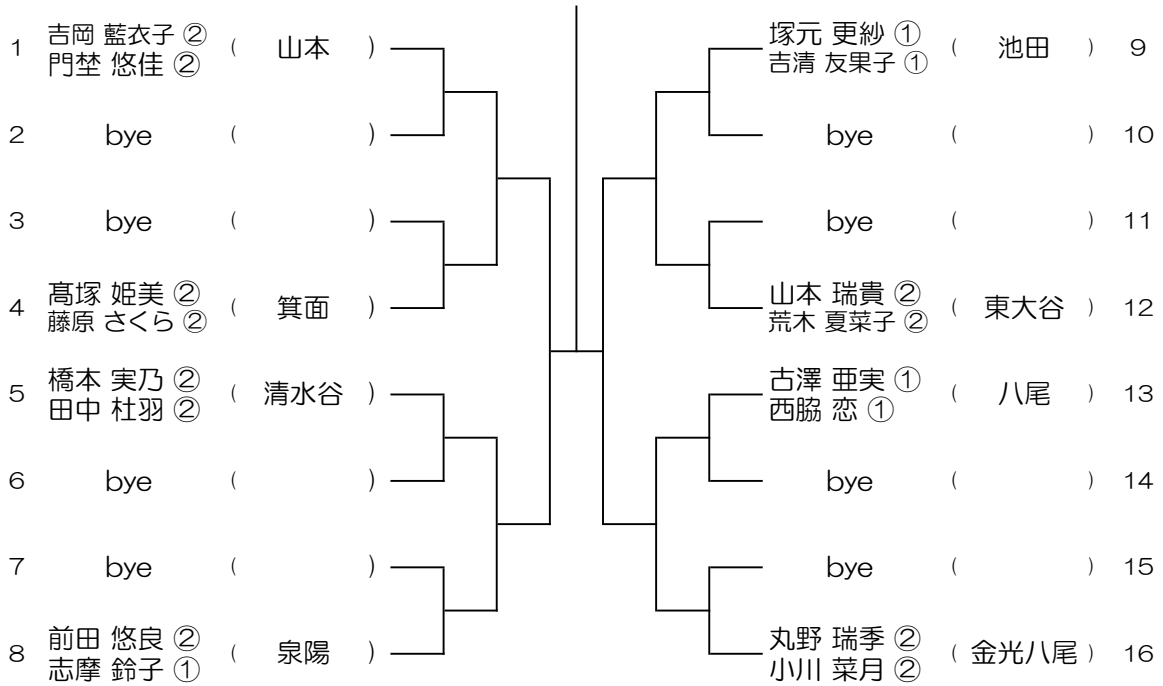 1 吉岡 藍衣子 ② ( 山本 )
門埜 悠佳 ②
2 bye ( )
3 bye ( )
4 髙塚 姫美 ② ( 箕面 )
藤原 さくら ②
5 橋本 実乃 ② ( 清水谷 )
田中 杜羽 ②
6 bye ( )
7 bye ( )
8 前田 悠良 ② ( 泉陽 )
志摩 鈴子 ①
塚元 更紗 ① ( 池田 ) 9
吉清 友果子 ①
bye ( ) 10
bye ( ) 11
山本 瑞貴 ② ( 東大谷 ) 12
荒木 夏菜子 ②
古澤 亜実 ① ( 八尾 ) 13
西脇 恋 ①
bye ( ) 14
bye ( ) 15
丸野 瑞季 ② ( 金光八尾 ) 16
小川 菜月 ②